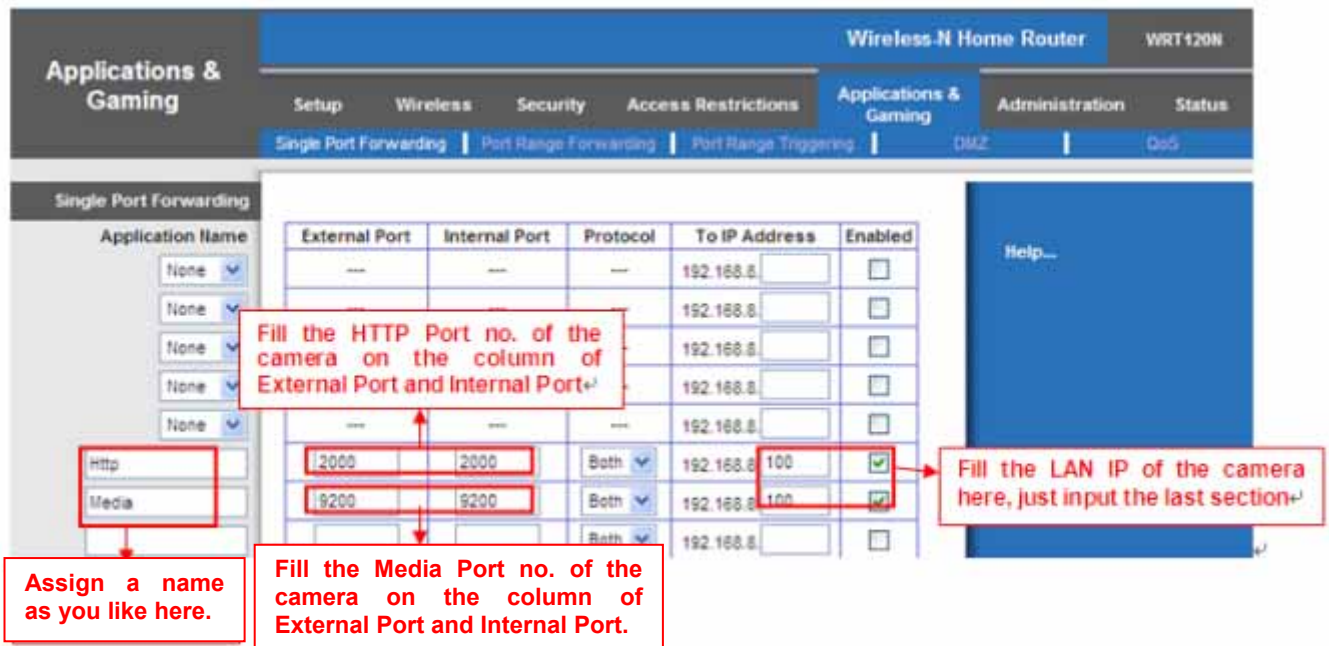 Wireless-N Home Router WRT120N
Applications &
Gaming
Setup Wireless Security Access Restrictions Applications & Gaming Administration Status
Single Port Forwarding Port Range Forwarding Port Range Triggering DMZ QoS
Single Port Forwarding
Application Name External Port Internal Port Protocol To IP Address Enabled
Help...
None --- --- --- 192.168.8.
None --- --- --- 192.168.8.
None 192.168.8.
None 192.168.8.
None --- --- --- 192.168.8.
Http 2000 2000 Both 192.168.8. 100
Media 9200 9200 Both 192.168.8. 100
Both 192.168.8.
Fill the HTTP Port no. of the
camera on the column of
External Port and Internal Port↵
Fill the LAN IP of the camera
here, just input the last section↵
↵
Assign a name
as you like here.
Fill the Media Port no. of the
camera on the column of
External Port and Internal Port.